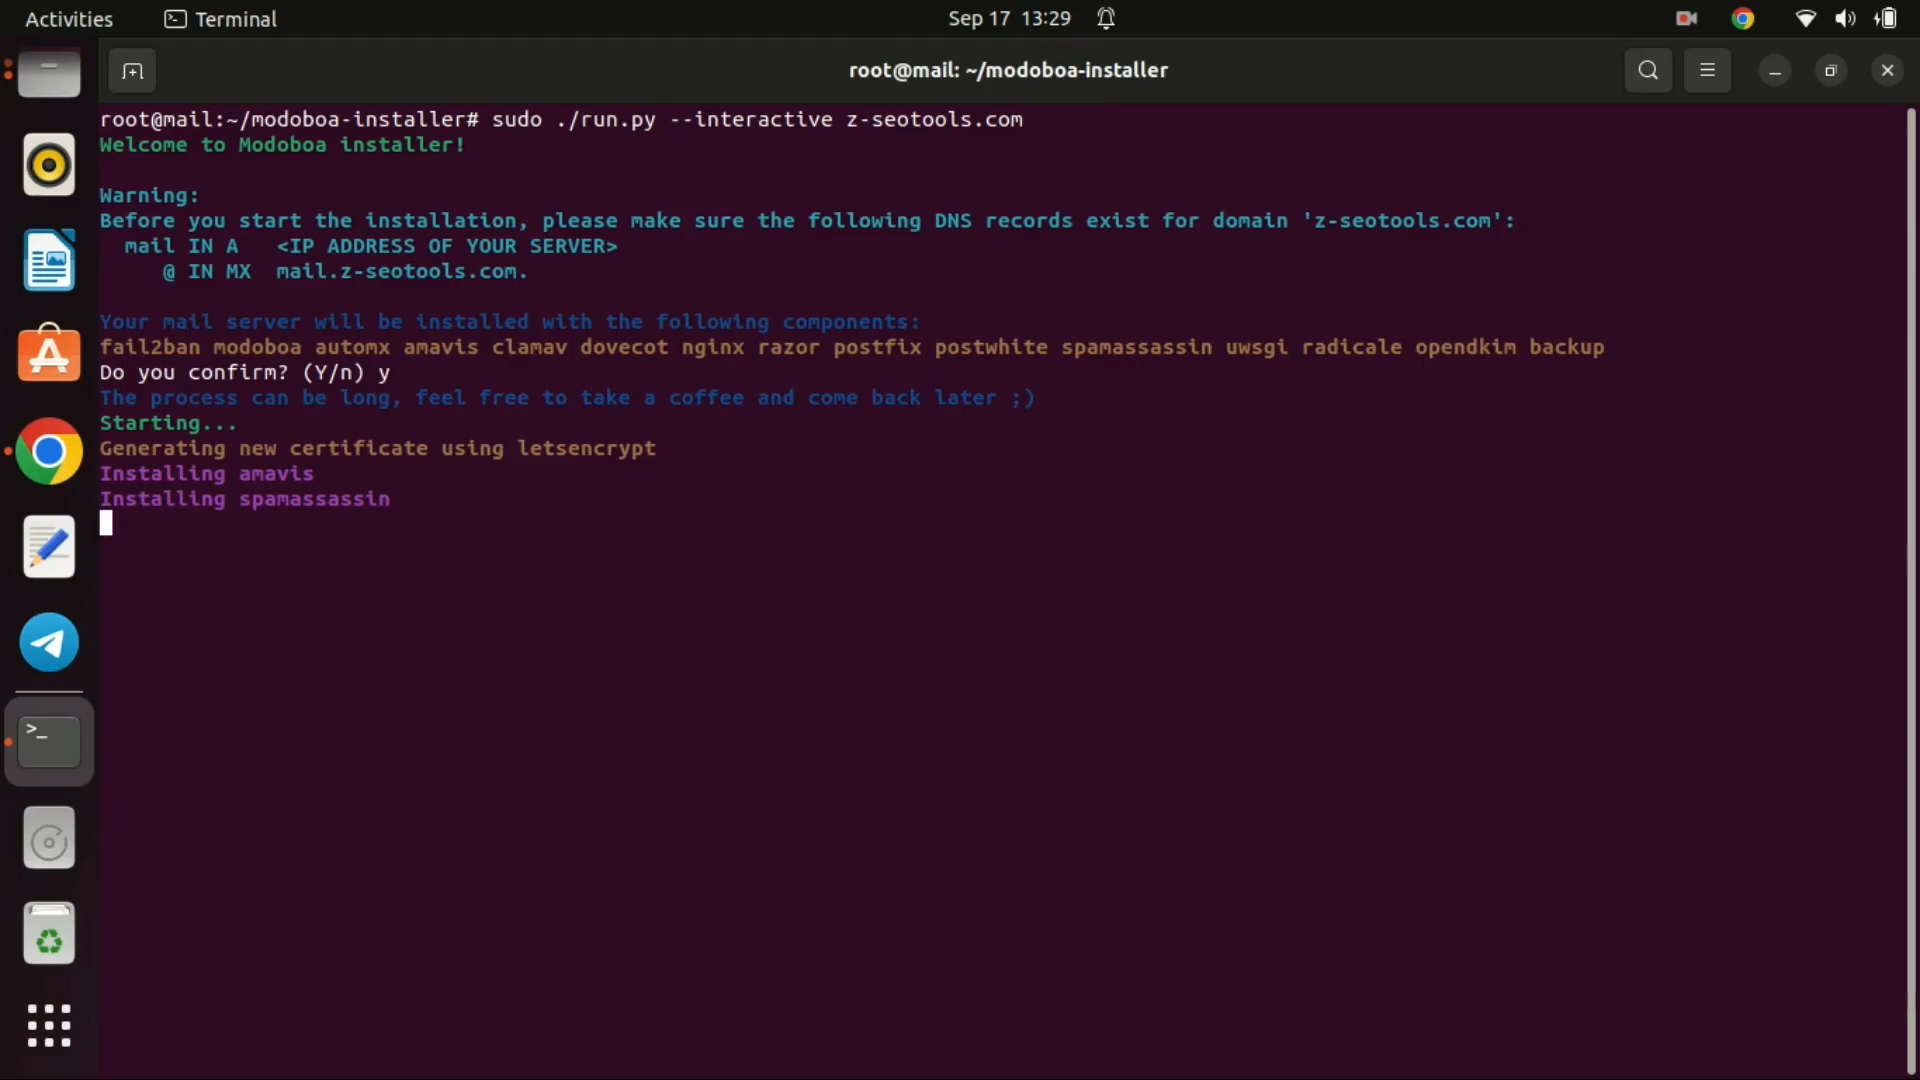 Activities
Terminal
Sep 17 13:29
root@mail: ~/modoboa-installer
root@mail:~/modoboa-installer# sudo ./run.py --interactive z-seotools.com
Welcome to Modoboa installer!
Warning:
Before you start the installation, please make sure the following DNS records exist for domain 'z-seotools.com':
mail IN A <IP ADDRESS OF YOUR SERVER>
@ IN MX mail.z-seotools.com.
Your mail server will be installed with the following components:
fail2ban modoboa automx amavis clamav dovecot nginx razor postfix postwhite spamassassin uwsgi radicale opendkim backup
Do you confirm? (Y/n) y
The process can be long, feel free to take a coffee and come back later ;)
Starting...
Generating new certificate using letsencrypt
Installing amavis
Installing spamassassin